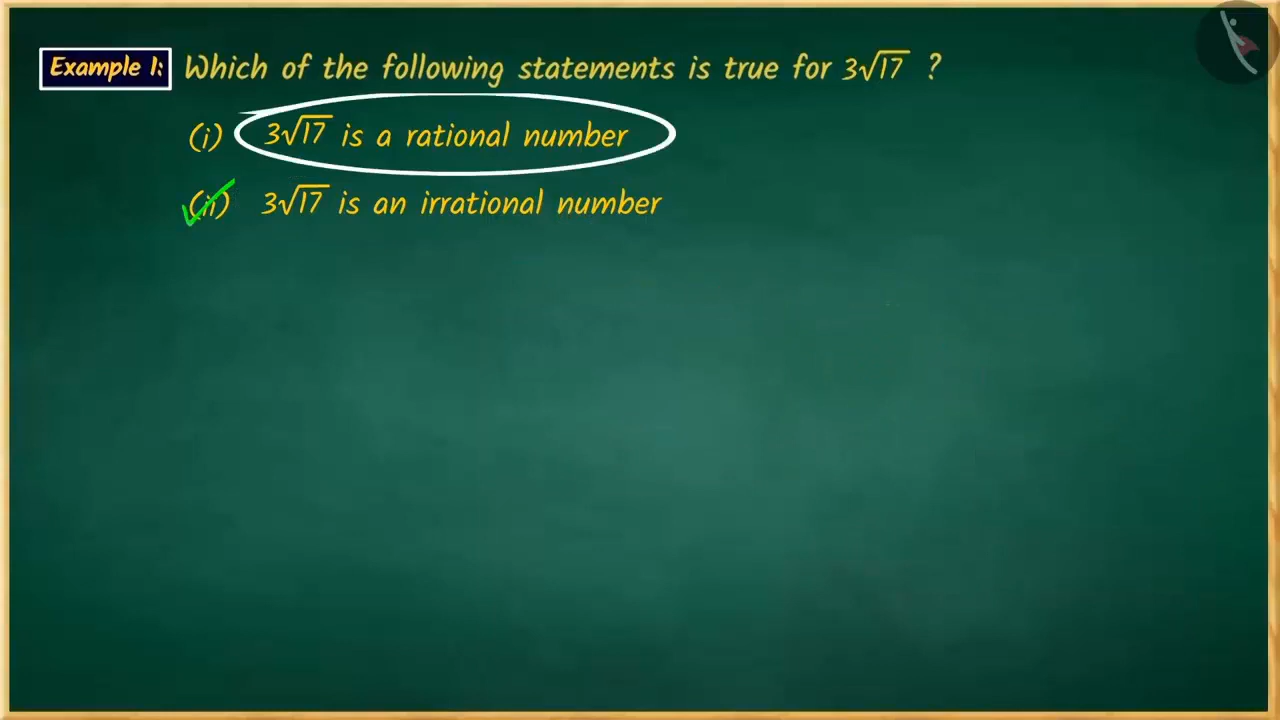 Example 1: Which of the following statements is true for 3√17 ?
(i) 3√17 is a rational number
(ii) 3√17 is an irrational number